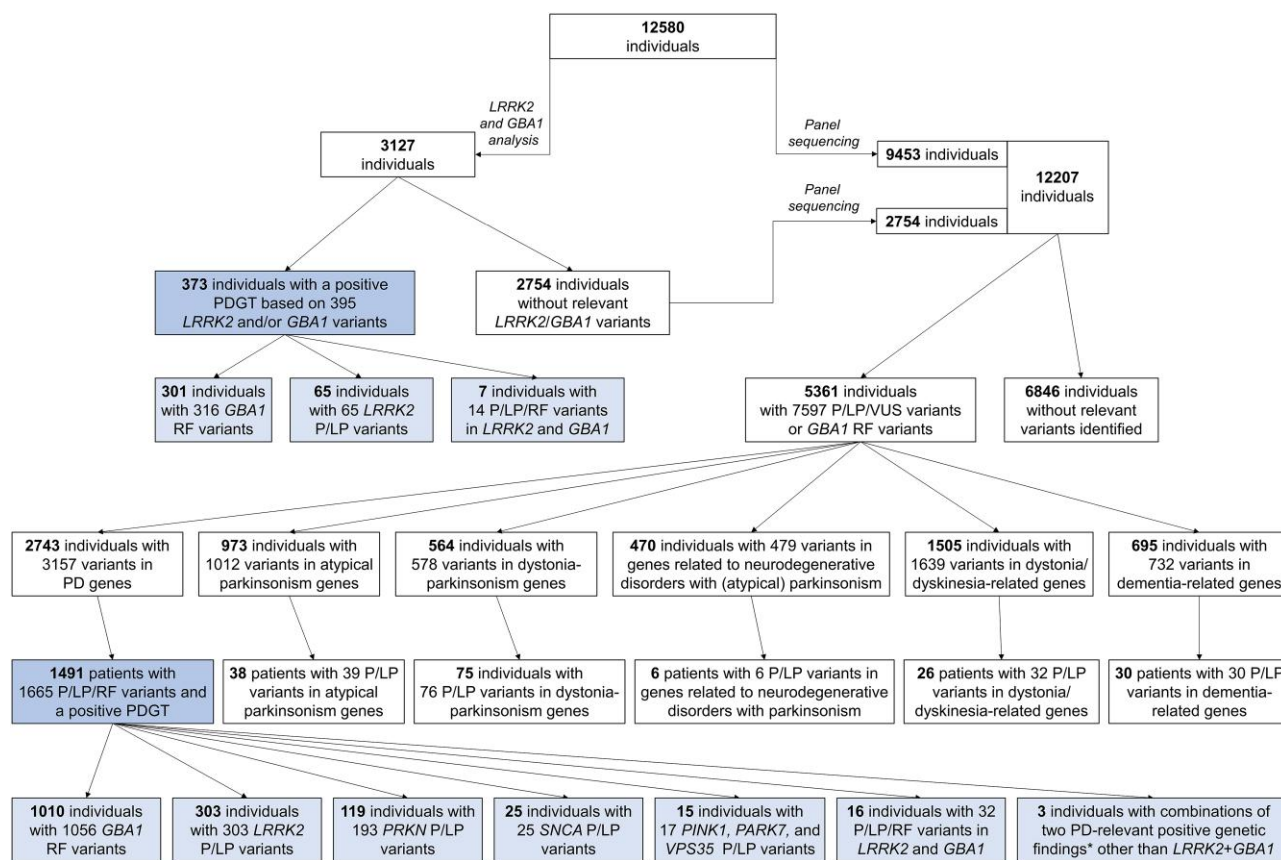 12580
individuals
LRRK2
and GBA1
analysis
Panel
sequencing
3127
individuals
9453 individuals
12207
individuals
Panel
sequencing
2754 individuals
373 individuals with a positive
PDGT based on 395
LRRK2 and/or GBA1 variants
2754 individuals
without relevant
LRRK2/GBA1 variants
301 individuals
with 316 GBA1
RF variants
65 individuals
with 65 LRRK2
P/LP variants
7 individuals with
14 P/LP/RF variants
in LRRK2 and GBA1
5361 individuals
with 7597 P/LP/VUS variants
or GBA1 RF variants
6846 individuals
without relevant
variants identified
2743 individuals with
3157 variants in
PD genes
973 individuals with
1012 variants in atypical
parkinsonism genes
564 individuals with
578 variants in dystonia-
parkinsonism genes
470 individuals with 479 variants in
genes related to neurodegenerative
disorders with (atypical) parkinsonism
1505 individuals with
1639 variants in dystonia/
dyskinesia-related genes
695 individuals with
732 variants in
dementia-related genes
1491 patients with
1665 P/LP/RF variants and
a positive PDGT
38 patients with 39 P/LP
variants in atypical
parkinsonism genes
75 individuals with
76 P/LP variants in dystonia-
parkinsonism genes
6 patients with 6 P/LP variants in
genes related to neurodegenerative
disorders with parkinsonism
26 patients with 32 P/LP
variants in dystonia/
dyskinesia-related genes
30 patients with 30 P/LP
variants in dementia-
related genes
1010 individuals
with 1056 GBA1
RF variants
303 individuals
with 303 LRRK2
P/LP variants
119 individuals with
193 PRKN P/LP
variants
25 individuals with
25 SNCA P/LP
variants
15 individuals with
17 PINK1, PARK7, and
VPS35 P/LP variants
16 individuals with 32
P/LP/RF variants in
LRRK2 and GBA1
3 individuals with combinations of
two PD-relevant positive genetic
findings* other than LRRK2+GBA1